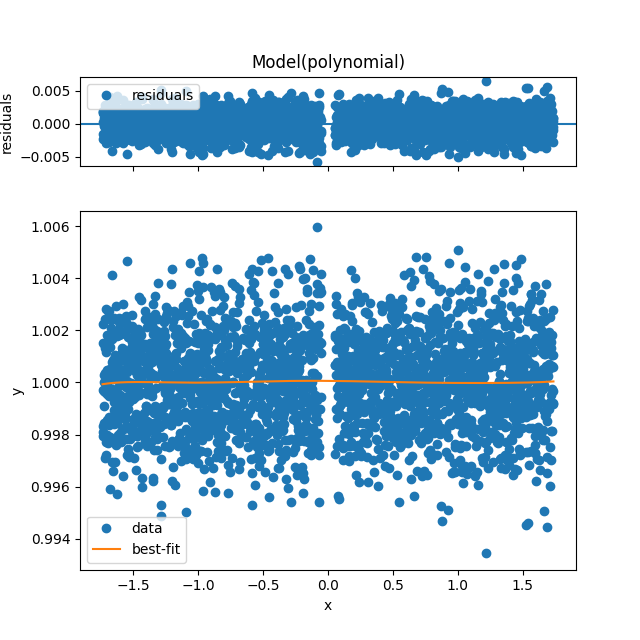 Model(polynomial)
residuals
0.005
0.000
−0.005
residuals
1.006
1.004
1.002
1.000
0.998
0.996
0.994
y
data
best-fit
−1.5 −1.0 −0.5 0.0 0.5 1.0 1.5
x